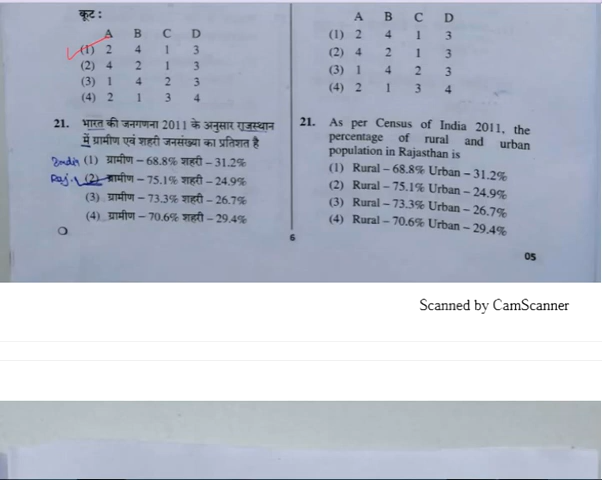 कूट :
A B C D
(1) 2 4 1 3
(2) 4 2 1 3
(3) 1 4 2 3
(4) 2 1 3 4
21. भारत की जनगणना 2011 के अनुसार राजस्थान
में ग्रामीण एवं शहरी जनसंख्या का प्रतिशत है
India (1) ग्रामीण – 68.8% शहरी – 31.2%
Raj. (2) ग्रामीण – 75.1% शहरी – 24.9%
(3) ग्रामीण – 73.3% शहरी – 26.7%
(4) ग्रामीण – 70.6% शहरी – 29.4%
A B C D
(1) 2 4 1 3
(2) 4 2 1 3
(3) 1 4 2 3
(4) 2 1 3 4
21. As per Census of India 2011, the
percentage of rural and urban
population in Rajasthan is
(1) Rural – 68.8% Urban – 31.2%
(2) Rural – 75.1% Urban – 24.9%
(3) Rural – 73.3% Urban – 26.7%
(4) Rural – 70.6% Urban – 29.4%
O
6
05
Scanned by CamScanner